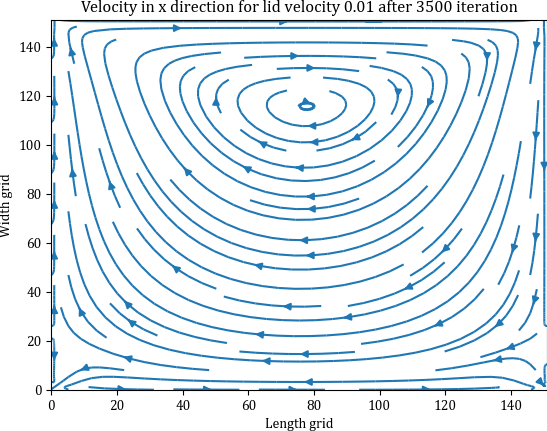 Velocity in x direction for lid velocity 0.01 after 3500 iteration
140
120
100
80
60
40
20
0
Width grid
0 20 40 60 80 100 120 140
Length grid